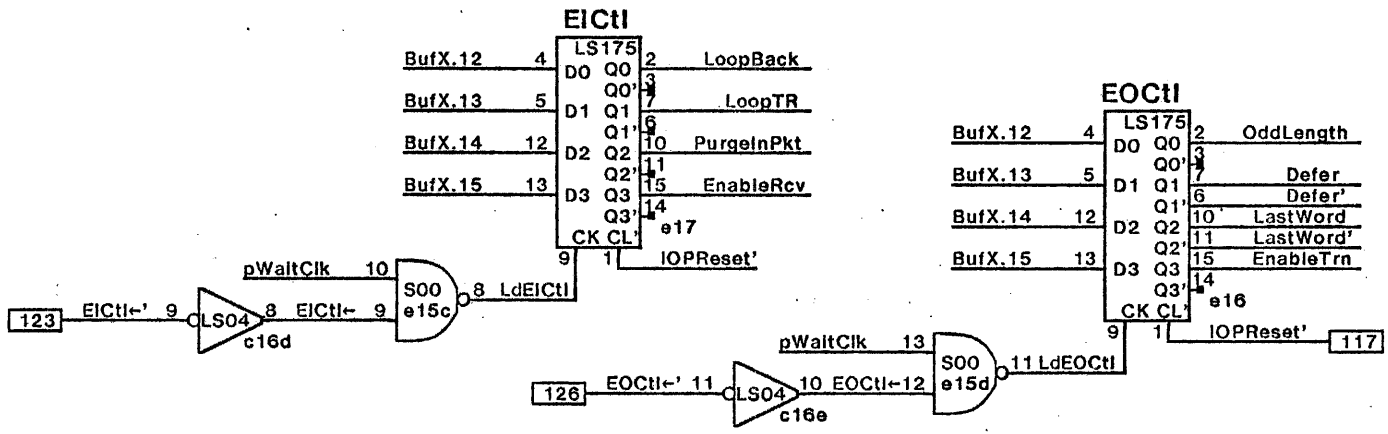 EICtl
LS175
BufX.12 4 D0 Q0 2 LoopBack
Q0' 3
BufX.13 5 D1 Q1 7 LoopTR
Q1' 6
BufX.14 12 D2 Q2 10 PurgeInPkt
Q2' 11
BufX.15 13 D3 Q3 15 EnableRcv
Q3' 14
e17
CK CL'
9 1 IOPReset'
pWaitClk 10
S00
e15c
8 LdEICtl
123 EICtl←' 9 LS04 8 EICtl← 9
c16d
EOCtl
LS175
BufX.12 4 D0 Q0 2 OddLength
Q0' 3
BufX.13 5 D1 Q1 7 Defer
Q1' 6 Defer'
BufX.14 12 D2 Q2 10 LastWord
Q2' 11 LastWord'
BufX.15 13 D3 Q3 15 EnableTrn
Q3' 14
e16
CK CL'
9 1 IOPReset' 117
pWaitClk 13
S00
e15d
11 LdEOCtl
126 EOCtl←' 11 LS04 10 EOCtl← 12
c16e